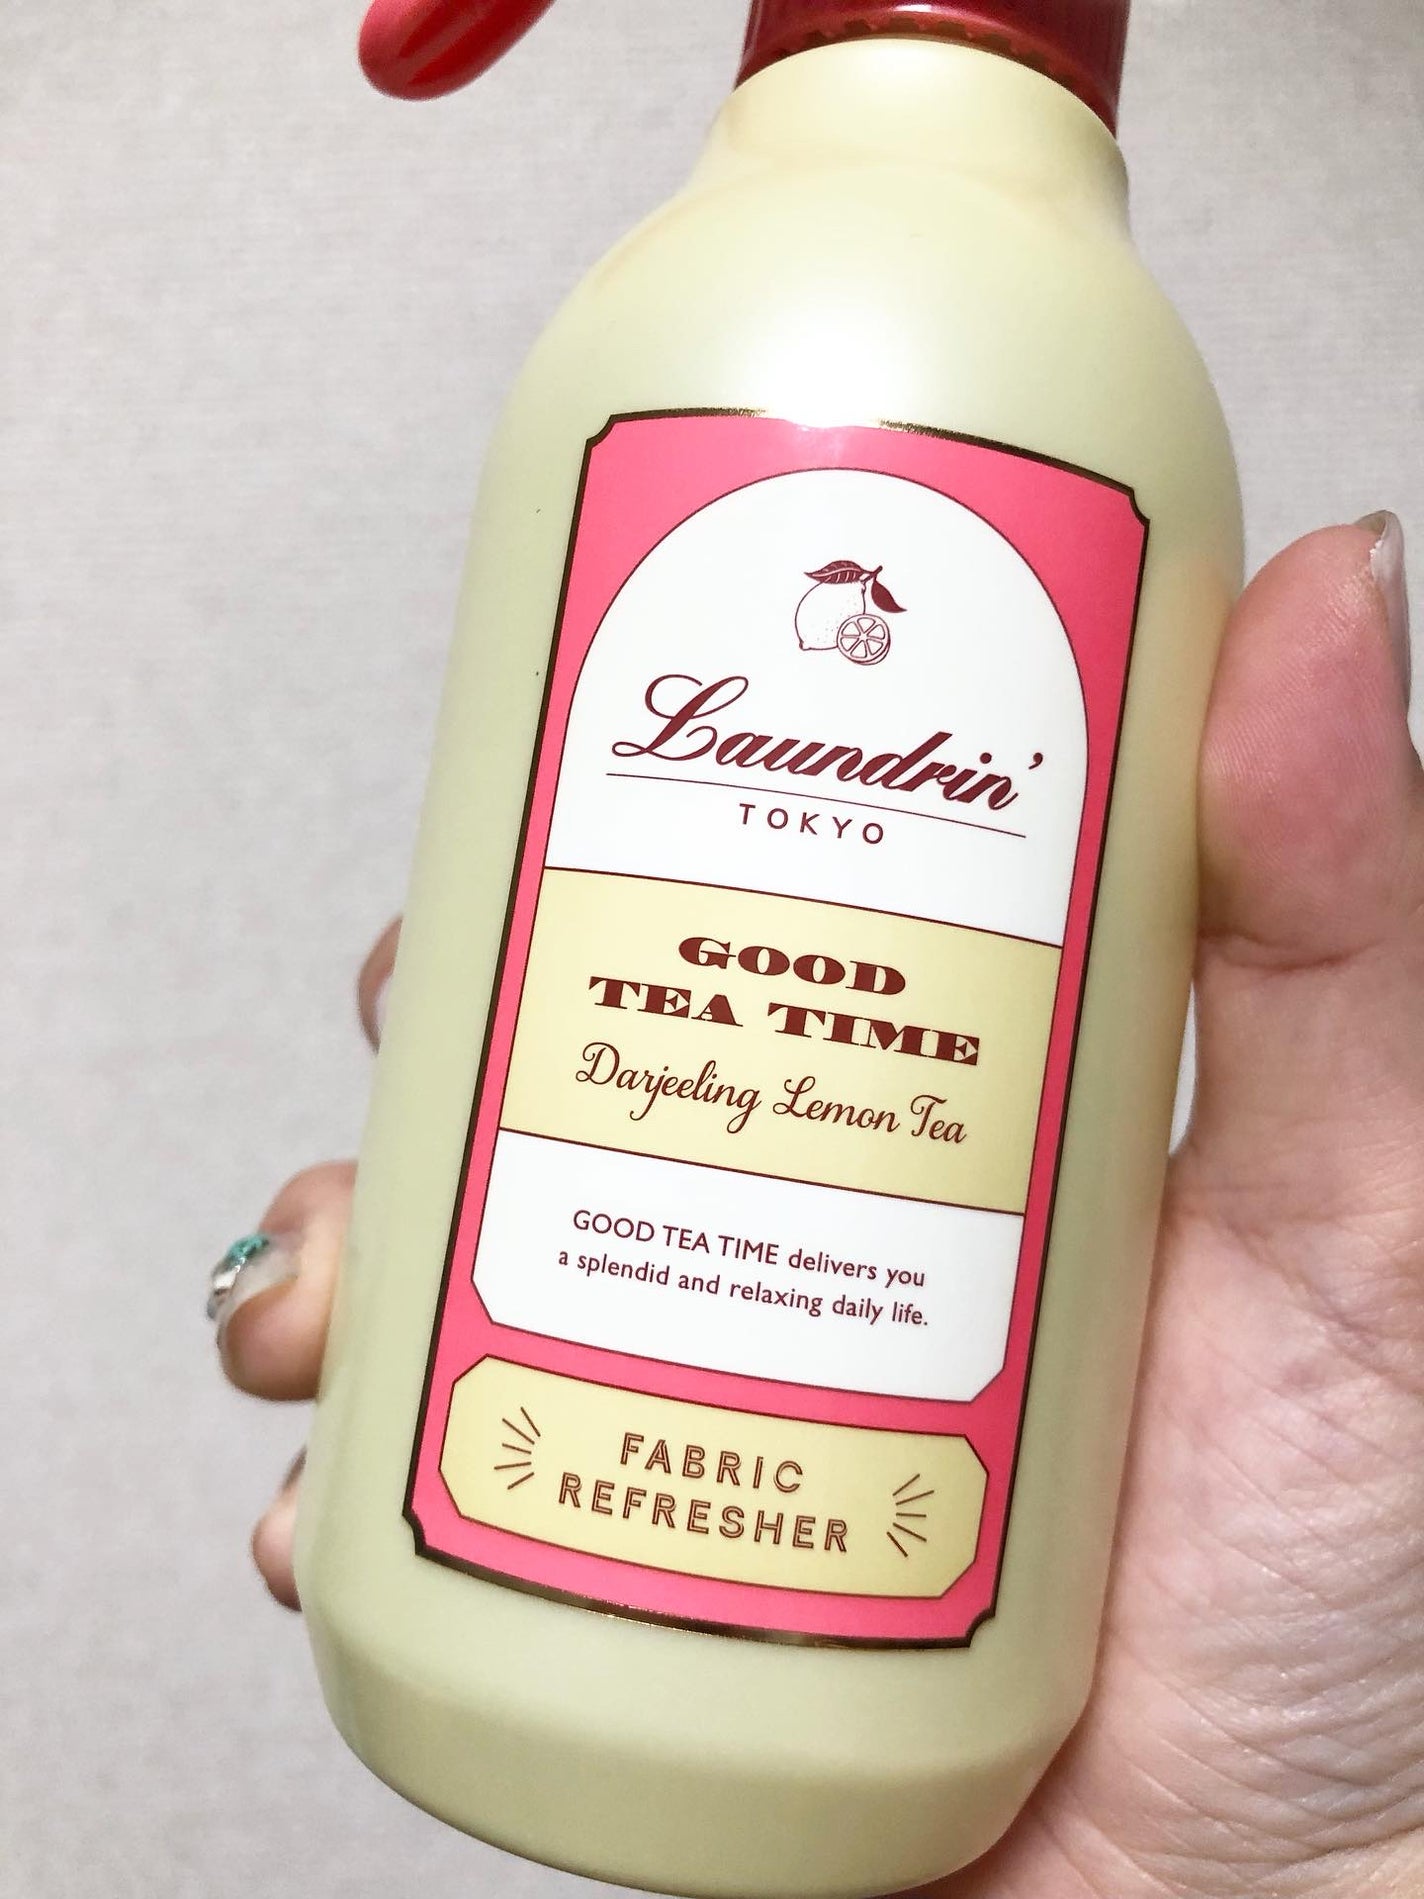 Laundrin'
TOKYO
GOOD
TEA TIME
Darjeeling Lemon Tea
GOOD TEA TIME delivers you
a splendid and relaxing daily life.
FABRIC
REFRESHER